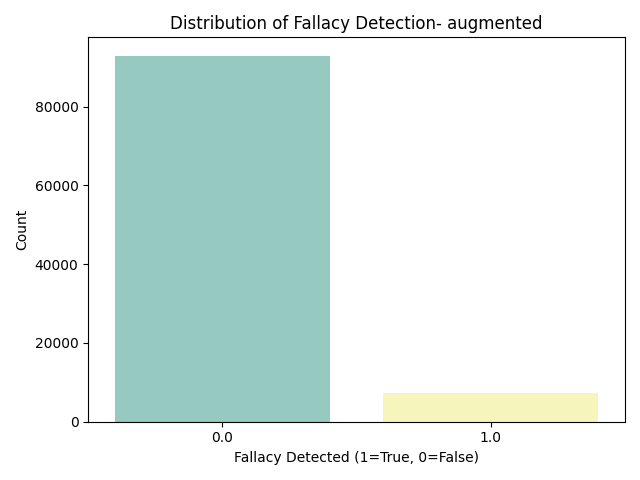 Distribution of Fallacy Detection- augmented
Count
80000
60000
40000
20000
0
0.0
1.0
Fallacy Detected (1=True, 0=False)